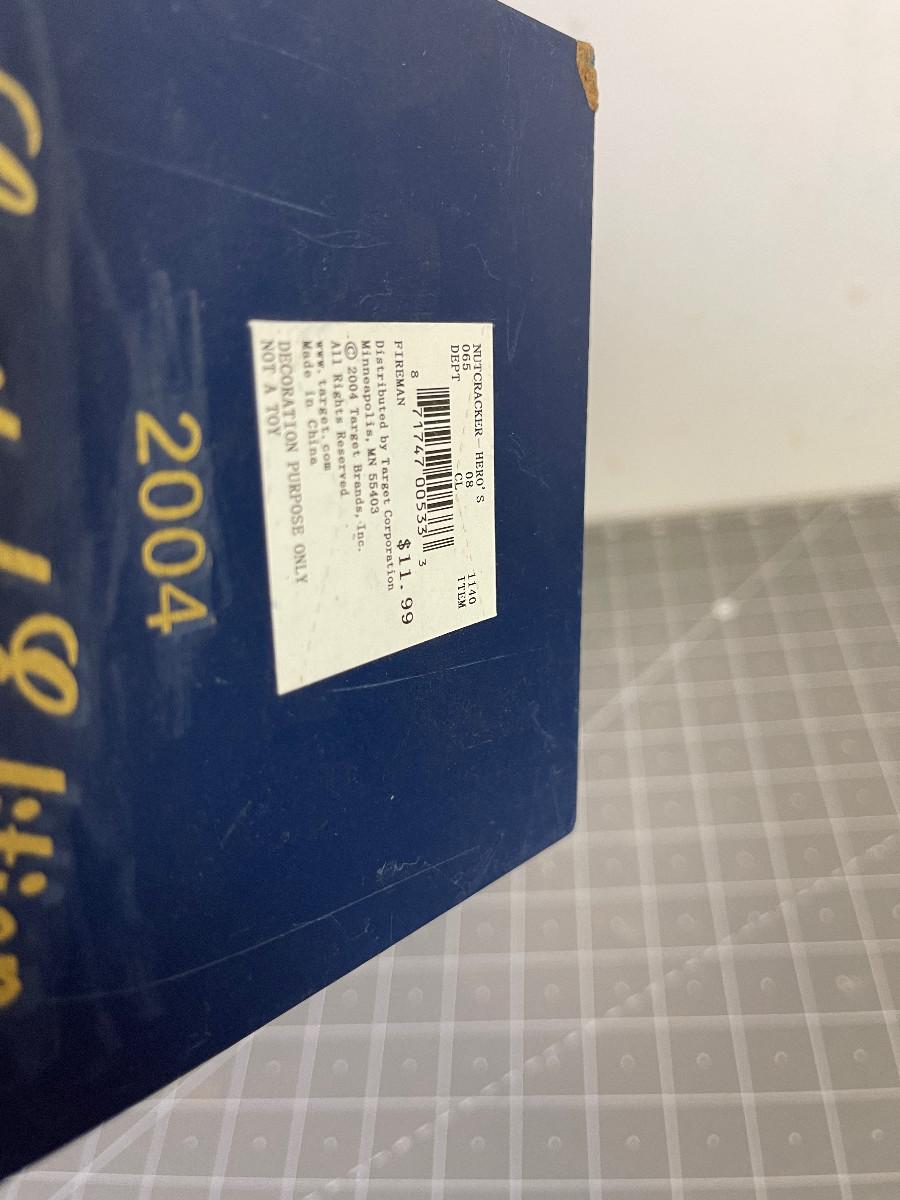 NUTCRACKER—HERO'S
065 08 1140
DEPT CL ITEM
8 71747 00533 3
FIREMAN $11.99
Distributed by Target Corporation
Minneapolis, MN 55403
© 2004 Target Brands, Inc.
All Rights Reserved
www.target.com
Made in China
DECORATION PURPOSE ONLY
NOT A TOY
2004